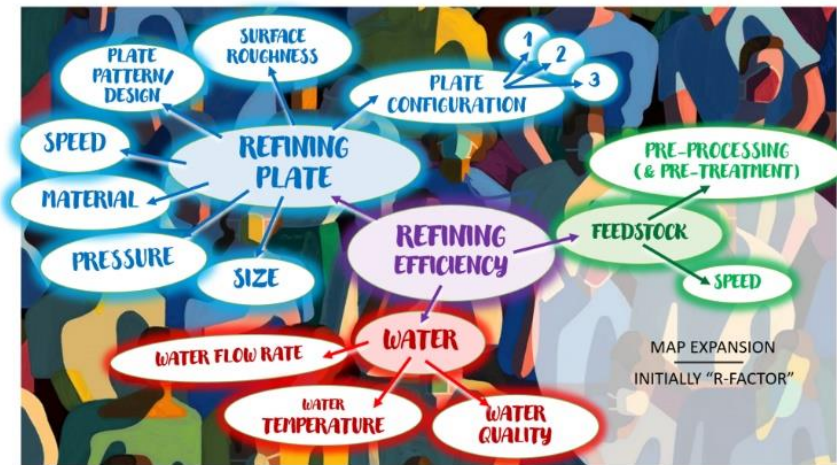 SURFACE
ROUGHNESS
PLATE
PATTERN/
DESIGN
PLATE
CONFIGURATION
1
2
3
SPEED
REFINING
PLATE
MATERIAL
PRESSURE
SIZE
PRE-PROCESSING
(& PRE-TREATMENT)
REFINING
EFFICIENCY
FEEDSTOCK
SPEED
WATER
WATER FLOW RATE
WATER
TEMPERATURE
WATER
QUALITY
MAP EXPANSION
INITIALLY “R-FACTOR”